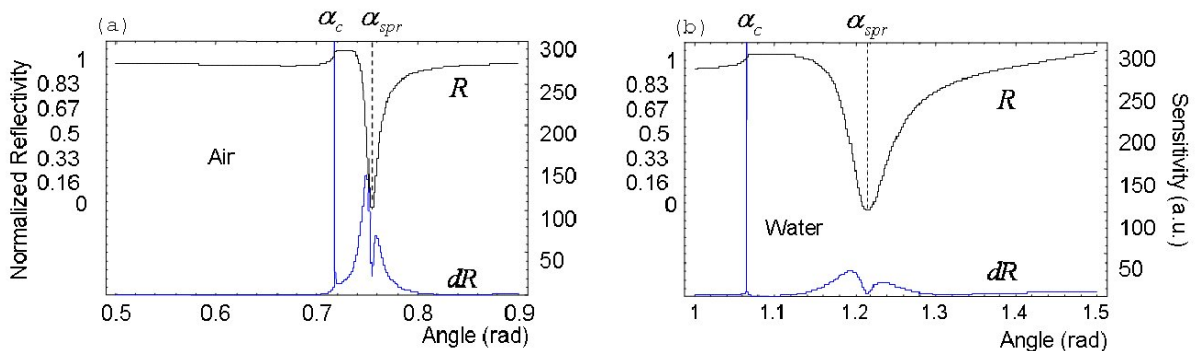 (a)
α_c α_spr
Normalized Reflectivity
1
0.83
0.67
0.5
0.33
0.16
0
300
250
200
150
100
50
R
Air
dR
0.5 0.6 0.7 0.8 0.9
Angle (rad)
(b)
α_c α_spr
1
0.83
0.67
0.5
0.33
0.16
0
300
250
200
150
100
50
Sensitivity (a.u.)
R
Water
dR
1 1.1 1.2 1.3 1.4 1.5
Angle (rad)